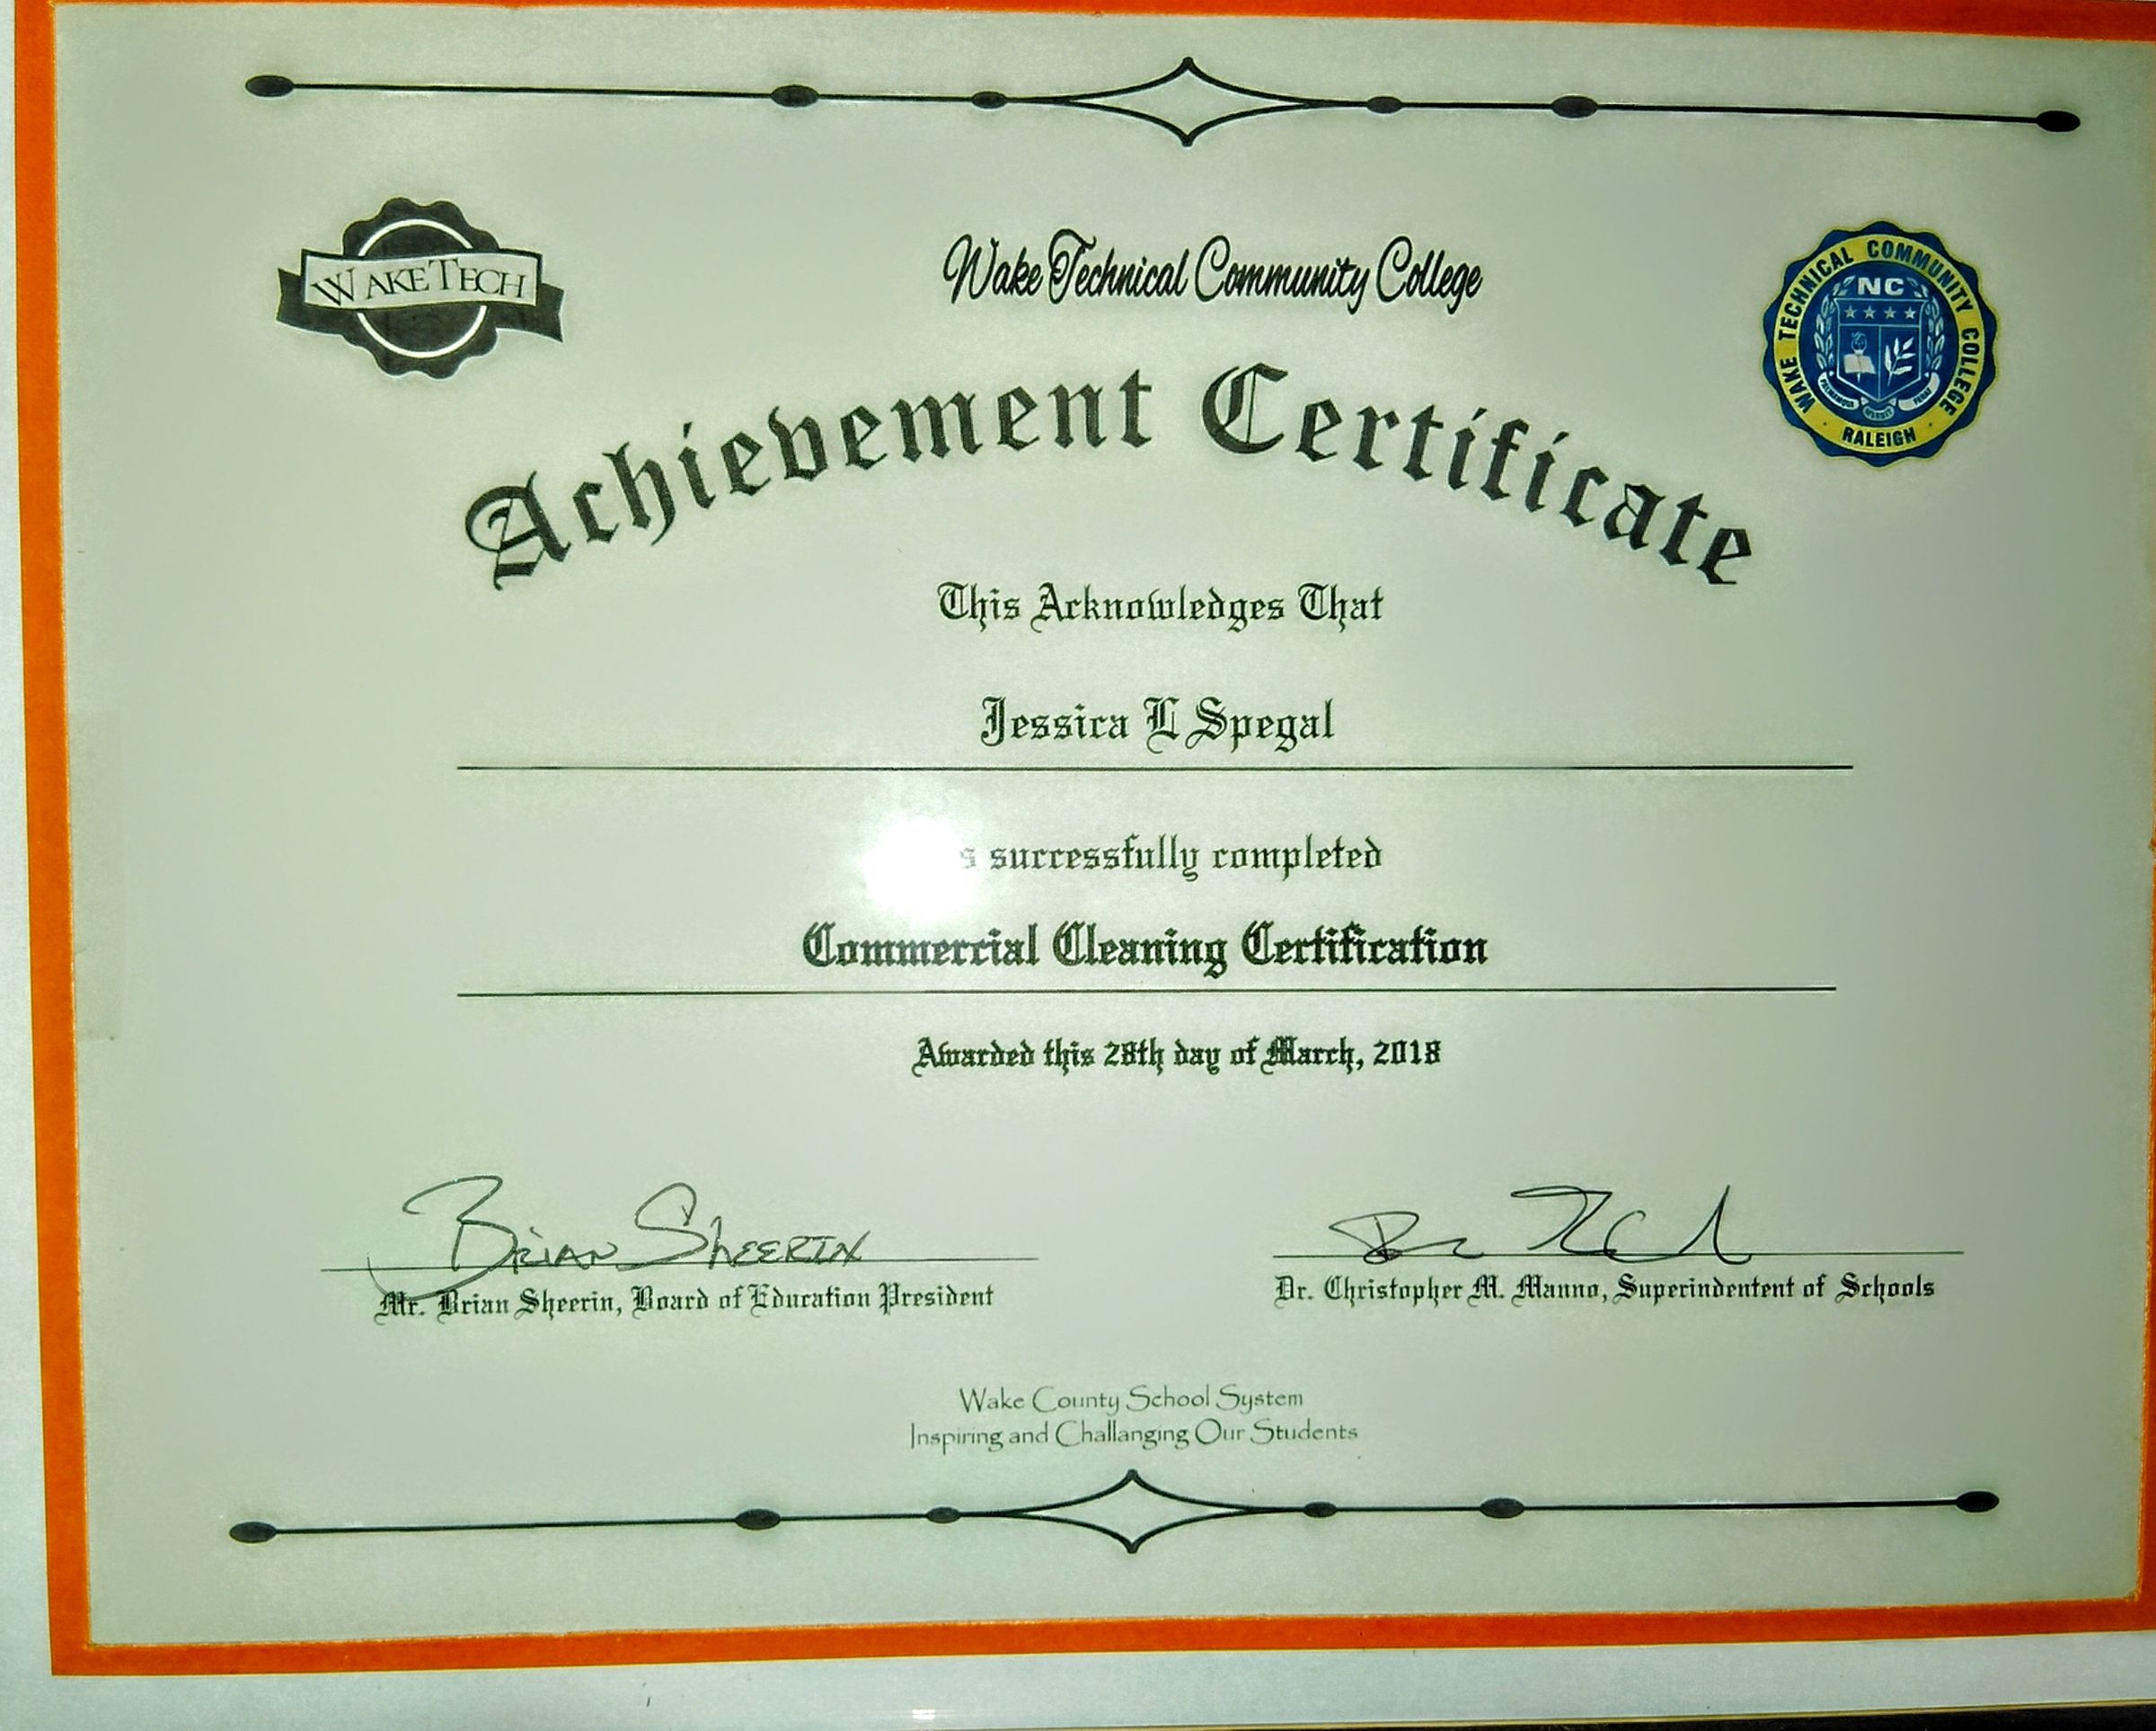 WAKE TECH
Wake Technical Community College
WAKE TECHNICAL COMMUNITY COLLEGE
NC
RALEIGH
Achievement Certificate
This Acknowledges That
Jessica L Spegal
s successfully completed
Commercial Cleaning Certification
Awarded this 28th day of March, 2018
Brian Sheerin
Mr. Brian Sheerin, Board of Education President
Dr. Christopher M. Manno, Superindentent of Schools
Wake County School System
Inspiring and Challanging Our Students